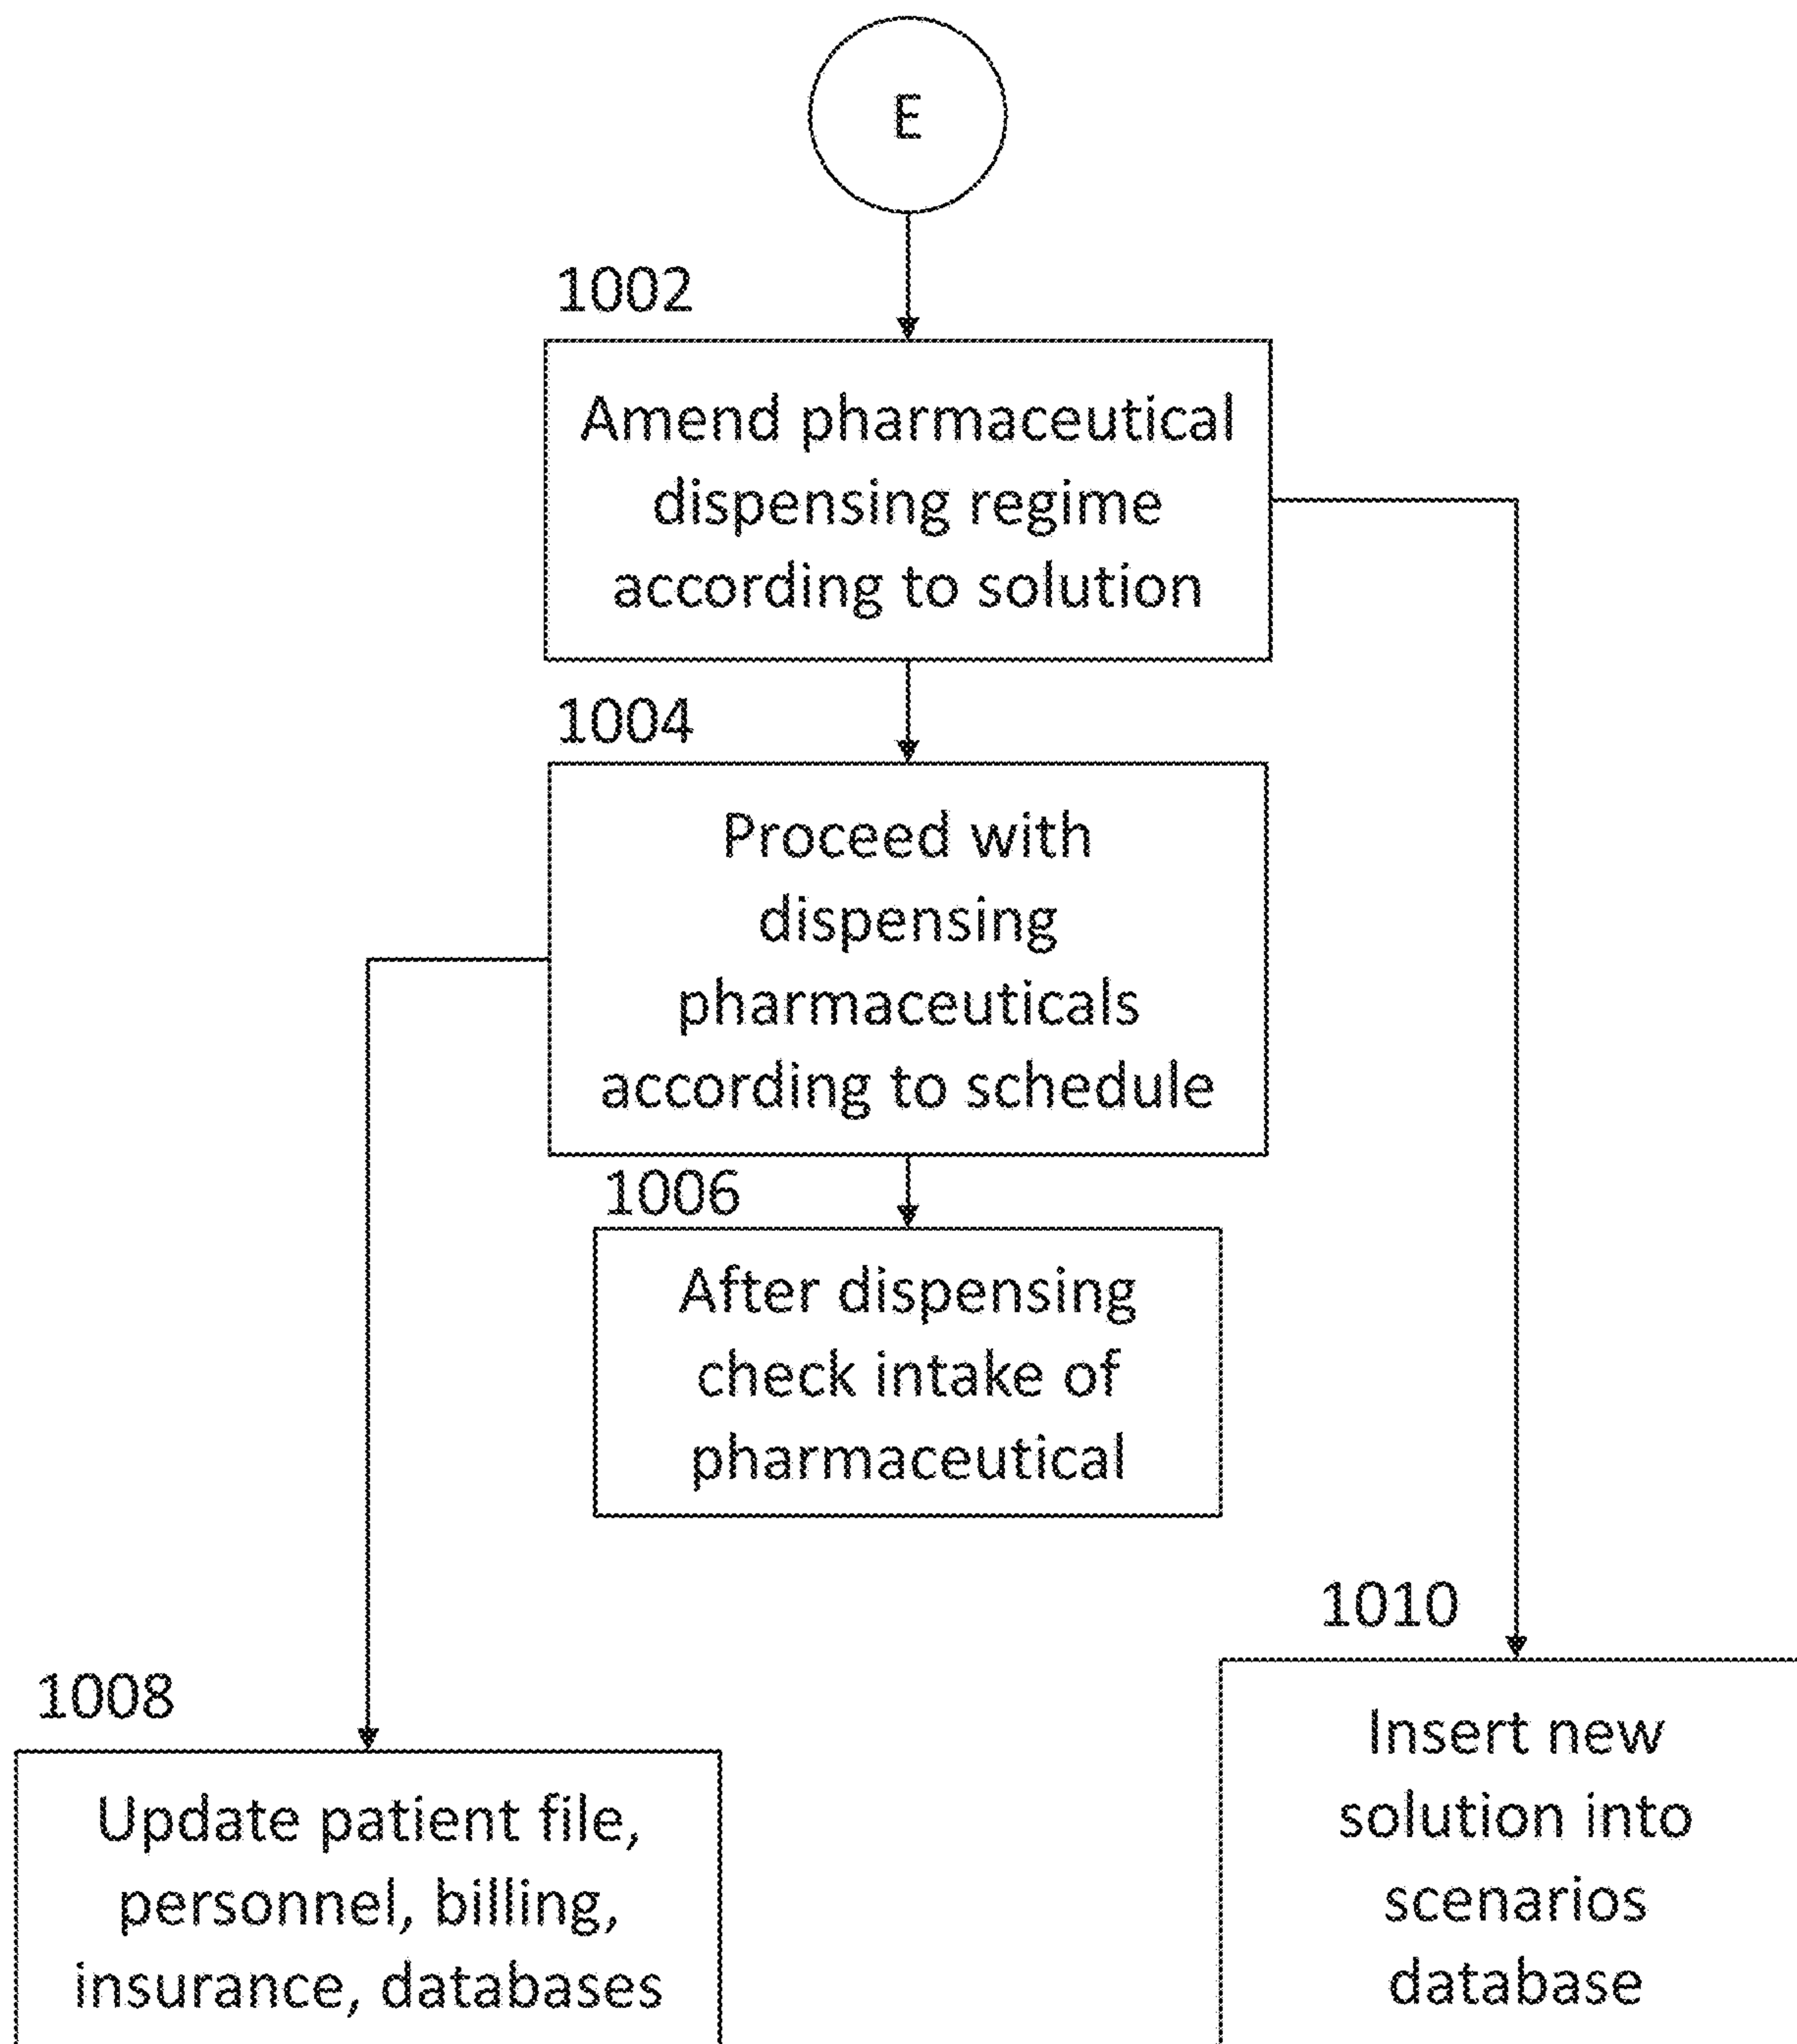 E
1002
Amend pharmaceutical
dispensing regime
according to solution
1004
Proceed with
dispensing
pharmaceuticals
according to schedule
1006
After dispensing
check intake of
pharmaceutical
1008
Update patient file,
personnel, billing,
insurance, databases
1010
Insert new
solution into
scenarios
database